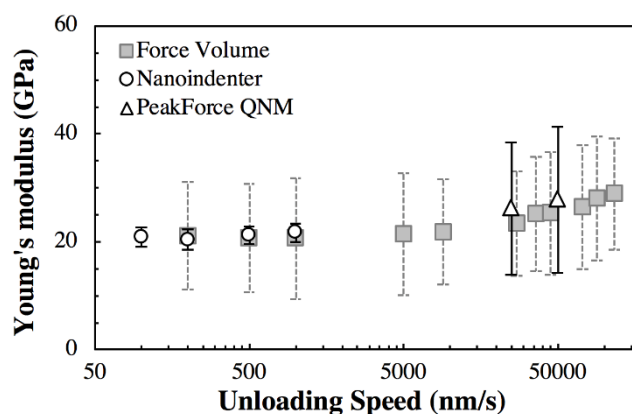 60
40
20
0
Young's modulus (GPa)
Force Volume
Nanoindenter
PeakForce QNM
50
500
5000
50000
Unloading Speed (nm/s)